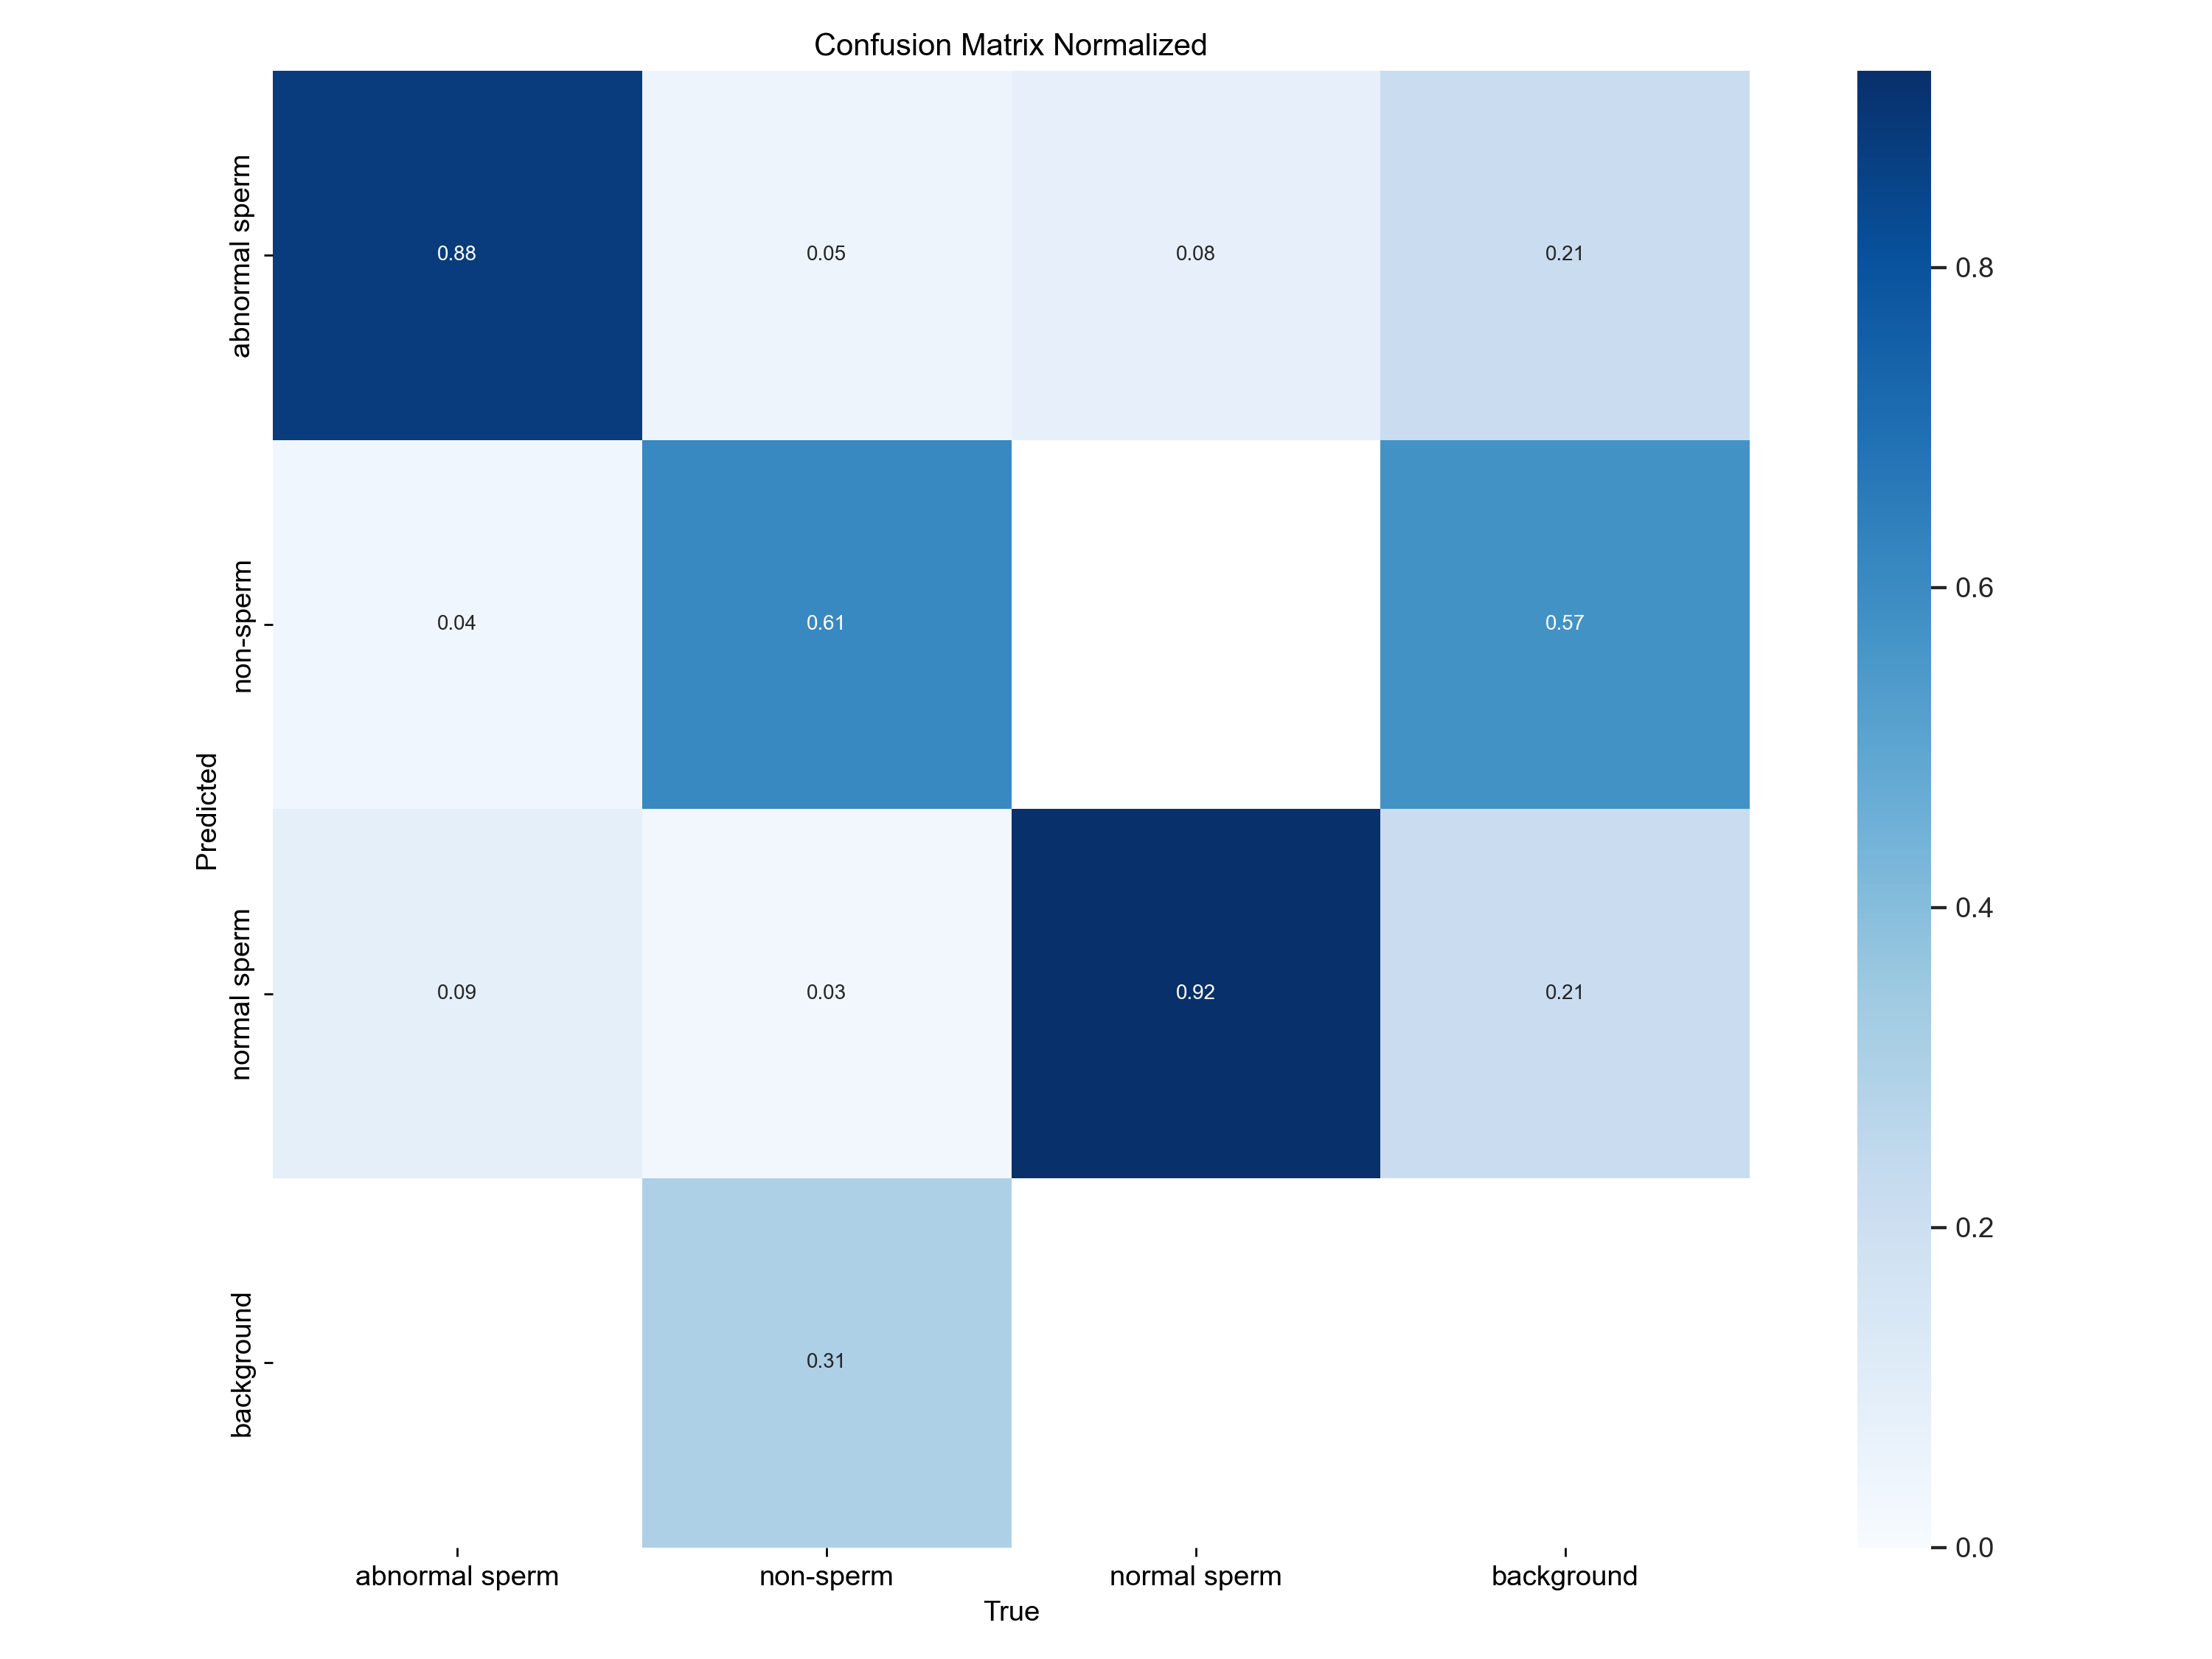 Confusion Matrix Normalized
abnormal sperm
0.88
0.05
0.08
0.21
non-sperm
0.04
0.61
0.57
normal sperm
0.09
0.03
0.92
0.21
background
0.31
Predicted
abnormal sperm
non-sperm
normal sperm
background
True
0.8
0.6
0.4
0.2
0.0